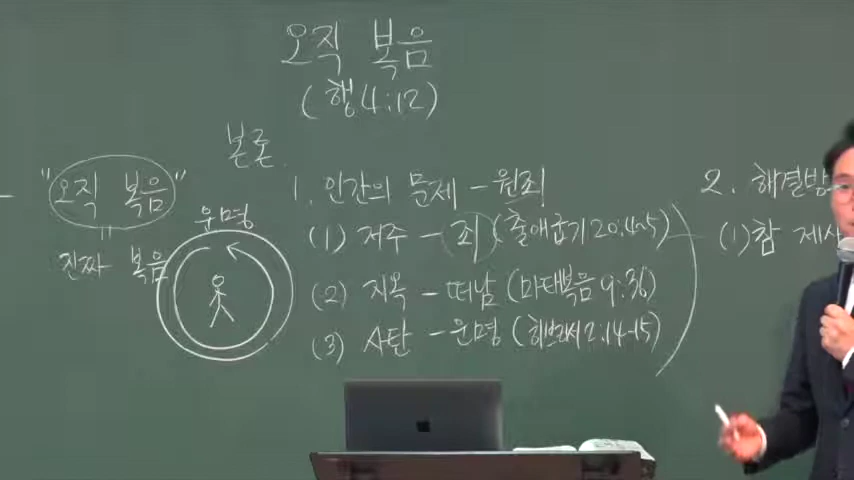 오직 복음
(행4:12)
본론
"오직 복음"
진짜 복음
운명
1. 인간의 문제 - 원죄
(1) 저주 - 죄 (출애굽기20:4~5)
(2) 지옥 - 떠남 (마태복음9:36)
(3) 사탄 - 운명 (히브리서2:14~15)
2. 해결방
(1) 참 제사